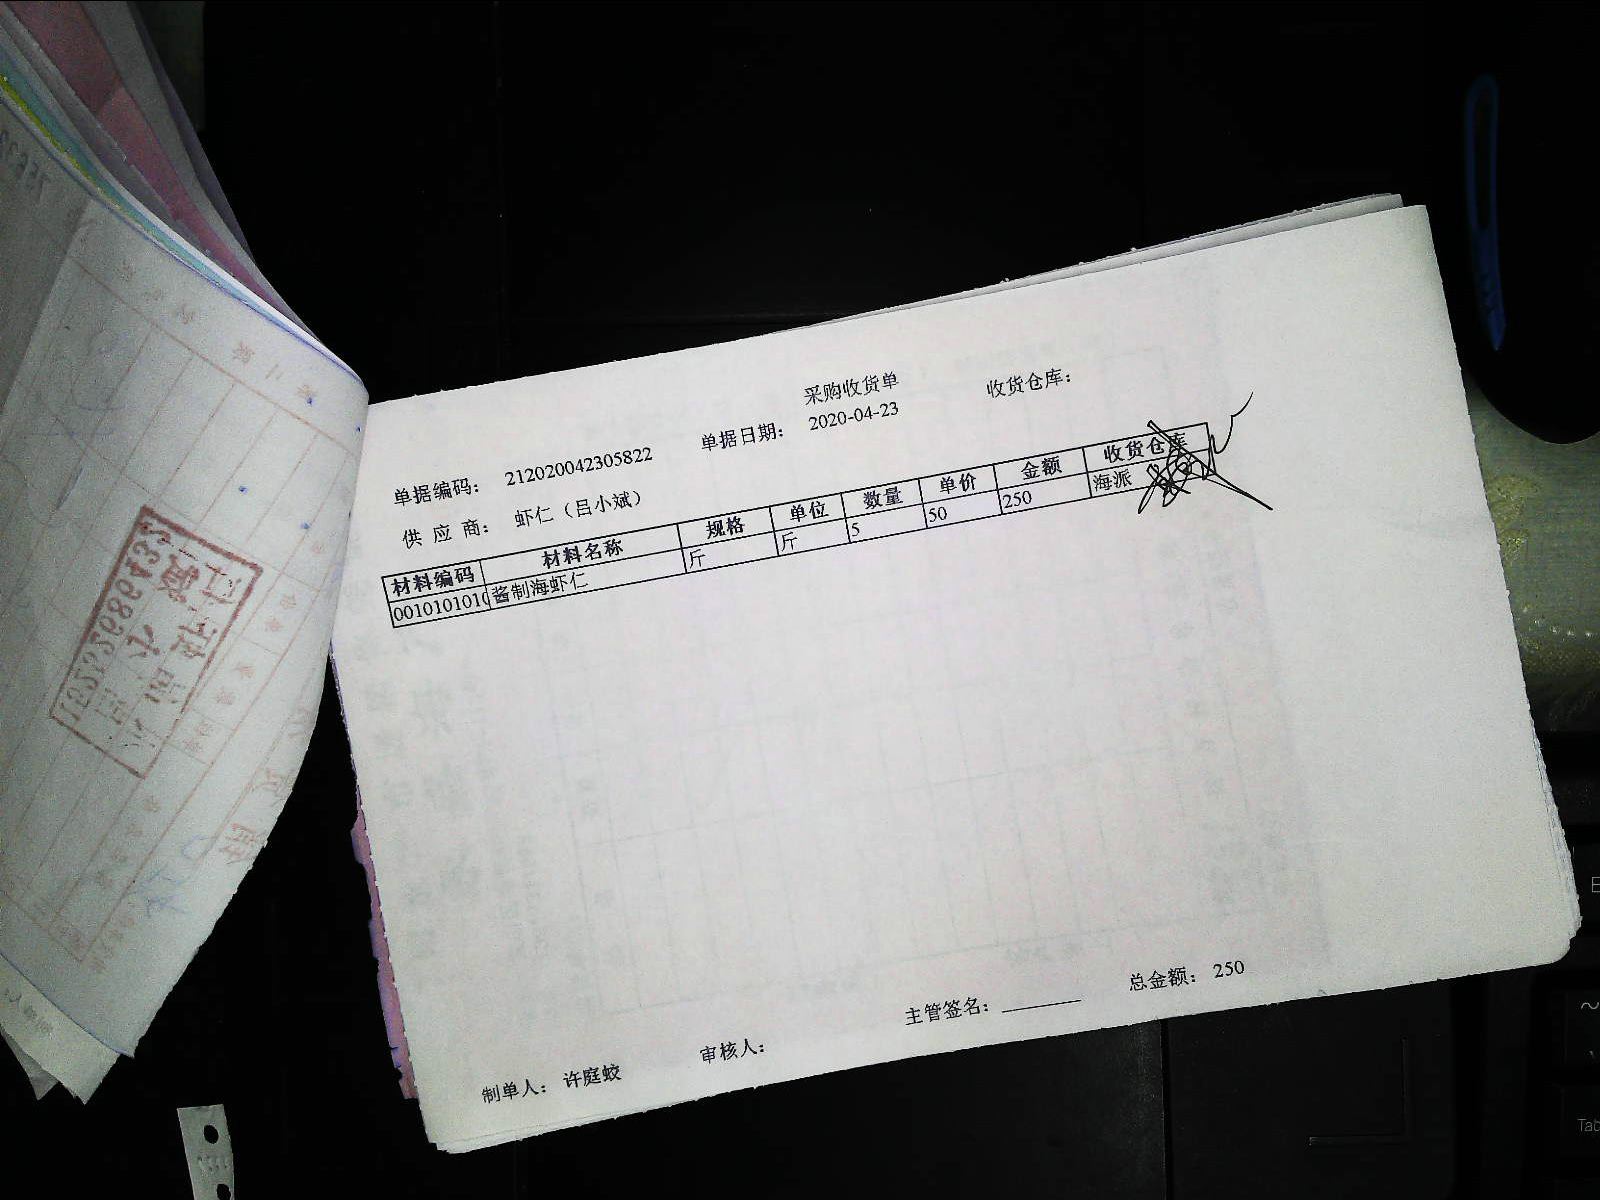 采购收货单
单据编码： 212020042305822 单据日期： 2020-04-23 收货仓库：
供 应 商： 虾仁（吕小斌）
材料编码 材料名称 规格 单位 数量 单价 金额 收货仓库
0010101010 酱制海虾仁 斤 斤 5 50 250 海派
总金额： 250
制单人： 许庭蛟 审核人： 主管签名：
Tab